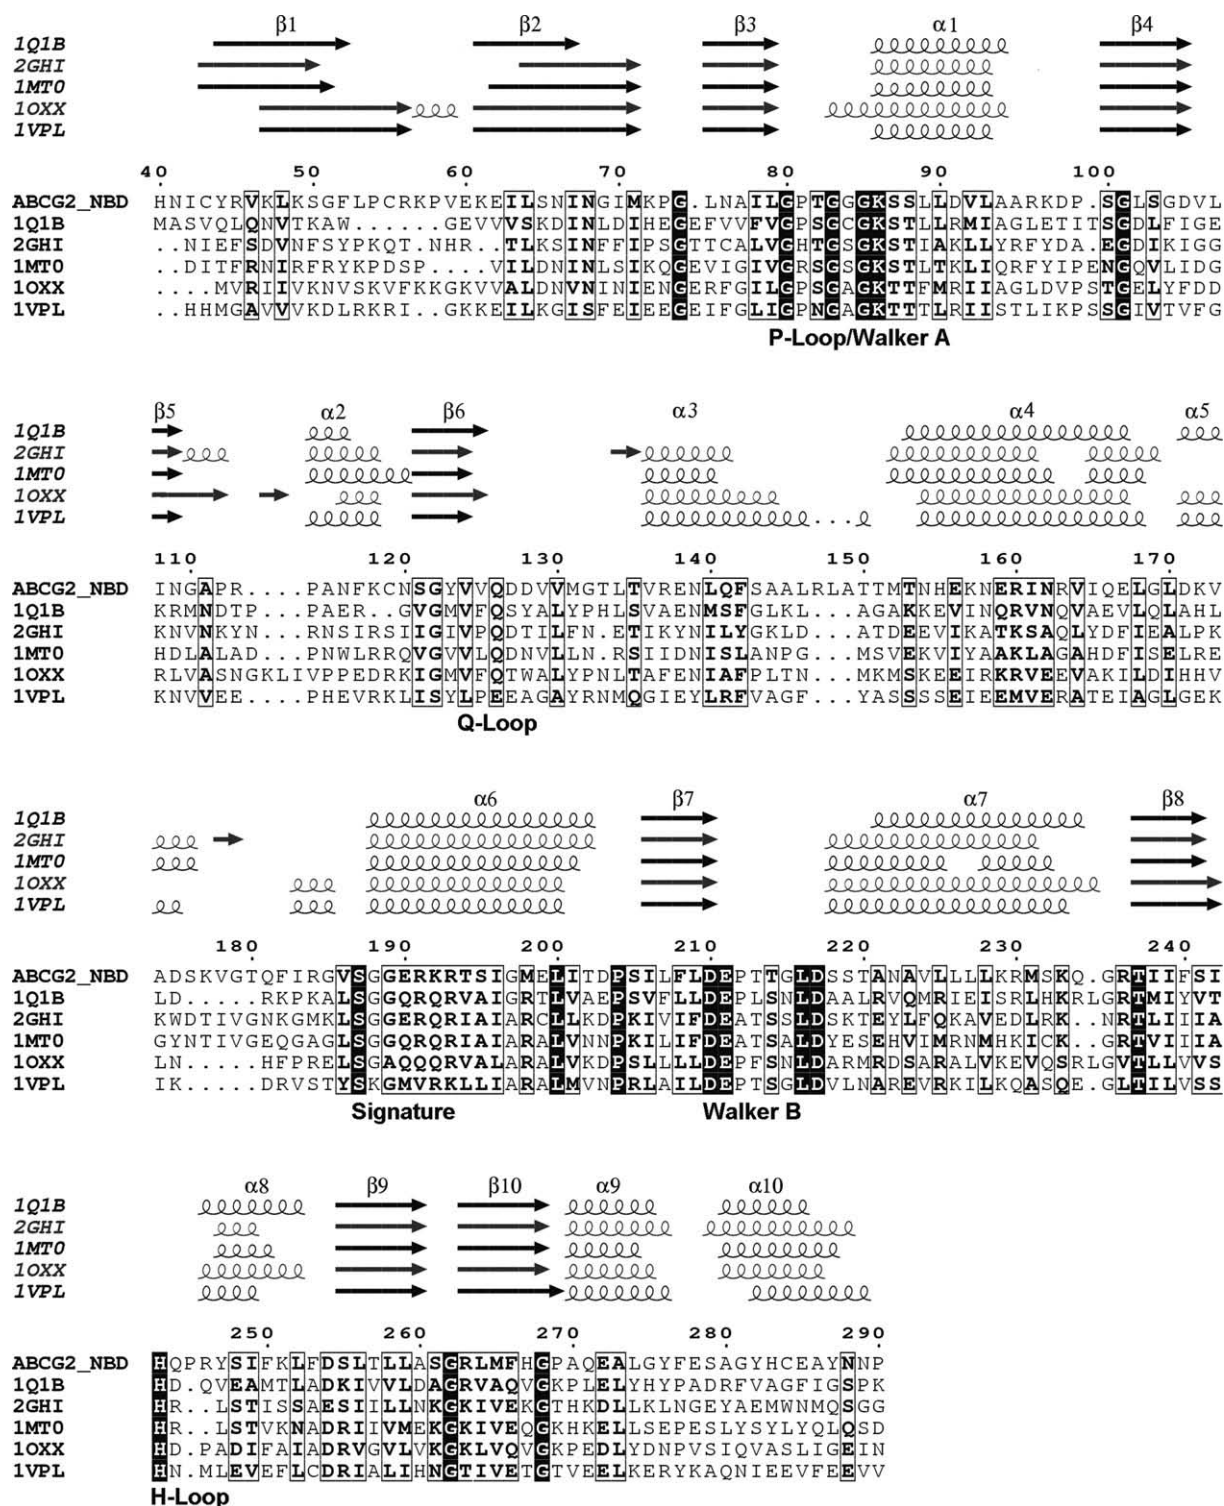 β1 β2 β3 α1 β4
1Q1B
2GHI
1MT0
1OXX
1VPL
40 50 60 70 80 90 100
ABCG2_NBD HNICYRVKLKSGFLPCRKPVEKEILSNINGIMKPG.LNAILGPTGGGKSSLLDVLAARKDP.SGLSGDVL
1Q1B MASVQLQNVTKAW....GEVVVSKDINLDIHEGEFVVFVGPSGCGKSTLLRMIAGLETITSGDLFIGE
2GHI ..NIEFSDVNFSYPKQT.NHR.TLKSINFFIPSGTTCALVGHTGSGKSTIAKLLYRFYDA.EGDIKIGG
1MT0 ..DITFRNIRFRYKPDSP....VILDNINLSIKQGEVIGIVGRSGSGKSTLTKLIQRFYIPENGQVLIDG
1OXX ....MVRIIVKNVSKVFKKGKVVALDNVNINIENGERFGILGPSGAGKTTFMRIIAGLDVPSTGELYFDD
1VPL ..HHMGAVVVKDLRKRI.GKKEILKGISFEIEEGEIFGLIGPNGAGKTTTLRIISTLIKPSSGIVTVFG
P-Loop/Walker A
β5 α2 β6 α3 α4 α5
1Q1B
2GHI
1MT0
1OXX
1VPL
110 120 130 140 150 160 170
ABCG2_NBD INGAPR....PANFKCNSGYVVQDDVVMGTLTVRENLQFSAALRLATTMTNHEKNERINRVIQELGLDKV
1Q1B KRMNDTP...PAER..GVGMVFQSYALYPHLSVAENMSFGLKL...AGAKKEVINQRVNQVAEVLQLAHL
2GHI KNVNKYN...RNSIRSIIGIVPQDTILFN.ETIKYNILYGKLD...ATDEEVIKATKSAQLYDFIEALPK
1MT0 HDLALAD...PNWLRRQVGVVLQDNVLLN.RSIIDNISLANPG...MSVEKVIYAAKLAGAHDFISELRE
1OXX RLVASNGKLIVPPEDRKIGMVFQTWALYPNLTAFENIAFPLTN...MKMSKEEIRKRVEEVAKILDIHHV
1VPL KNVVEE....PHEVRKLISYLPEEAGAYRNMQGIEYLRFVAGF...YASSSSEIEEMVERATEIAGLGEK
Q-Loop
α6 β7 α7 β8
1Q1B
2GHI
1MT0
1OXX
1VPL
180 190 200 210 220 230 240
ABCG2_NBD ADSKVGTQFIRGVSGGERKRTSIGMELITDPSILFLDEPTTGLDSSTANAVLLLLKRMSKQ.GRTIIFSI
1Q1B LD.....RKPKALSGGQRQRVAIGRTLVAEPSVFLLDEPLSNLDAALRVQMRIEISRLHKRLGRTMIYVT
2GHI KWDTIVGNKGMKLSGGERQRIAIARCLLKDPKIVIFDEATSSLDSKTEYLFQKAVEDLRK..NRTLIIIA
1MT0 GYNTIVGEQGAGLSGGQRQRIAIARALVNNPKILIFDEATSALDYESEHVIMRNMHKICK..GRTVIIIA
1OXX LN.....HFPRELSGAQQQRVALARALVKDPSLLLLDEPFSNLDARMRDSARALVKEVQSRLGVTLLVVS
1VPL IK.....DRVSTYSKGMVRKLLIARALMVNPRLAILDEPTSGLDVLNAREVRKILKQASQE.GLTILVSS
Signature Walker B
α8 β9 β10 α9 α10
1Q1B
2GHI
1MT0
1OXX
1VPL
250 260 270 280 290
ABCG2_NBD HQPRYSIFKLFDSLTLLASGRLMFHGPAQEALGYFESAGYHCEAYNNP
1Q1B HD.QVEAMTLADKIVVLDAGRVAQVGKPLELYHYPADRFVAGFIGSPK
2GHI HR..LSTISSAESIILLNKGKIVEKGTHKDLLKLNGEYAEMWNMQSGG
1MT0 HR..LSTVKNADRIIVMEKGKIVEQGKHKELLSEPESLYSYLYQLQSD
1OXX HD.PADIFAIADRVGVLVKGKLVQVGKPEDLYDNPVSIQVASLIGEIN
1VPL HN.MLEVEFLCDRIALIHNGTIVETGTVEELKERYKAQNIEEVFEEVV
H-Loop